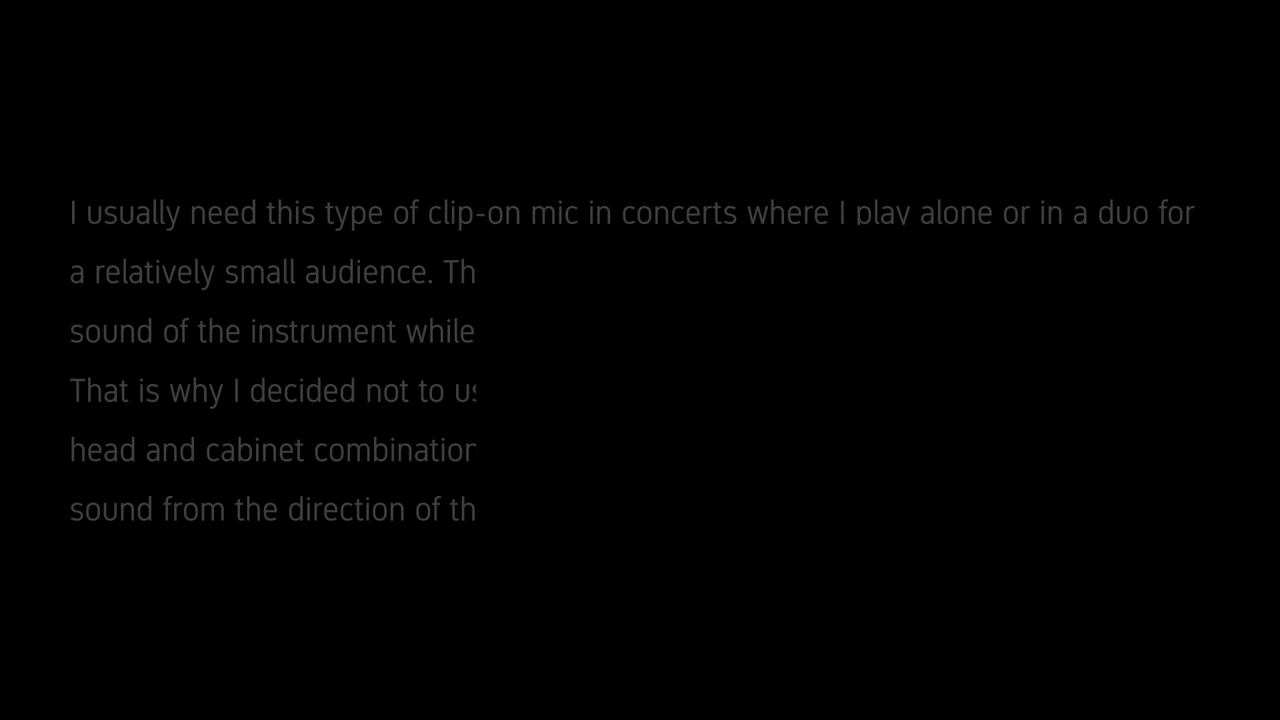 I usually need this type of clip-on mic in concerts where I play alone or in a duo for
a relatively small audience.
sound of the instrument while
That is why I decided not to
head and cabinet
sound from the direction of